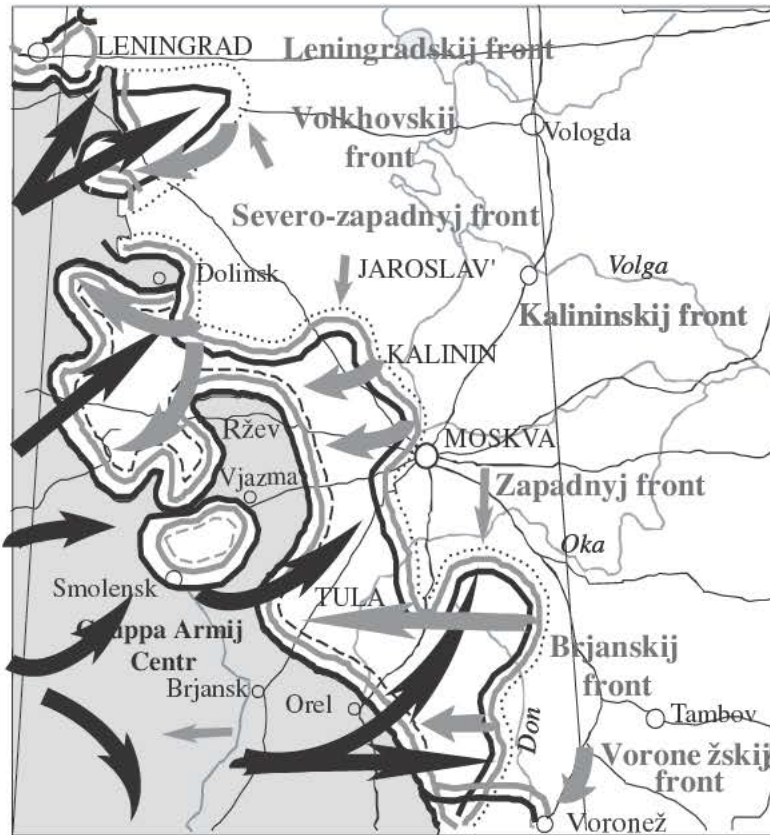 LENINGRAD
Leningradskij front
Volkhovskij
front
Vologda
Severo-zapadnyj front
Dolinsk
JAROSLAV'
Volga
Kalininskij front
KALININ
Ržev
MOSKVA
Vjazma
Zapadnyj front
Oka
Smolensk
TULA
Gruppa Armij
Centr
Brjanskij
front
Brjansk
Orel
Don
Tambov
Vorone žskij
front
Voronež